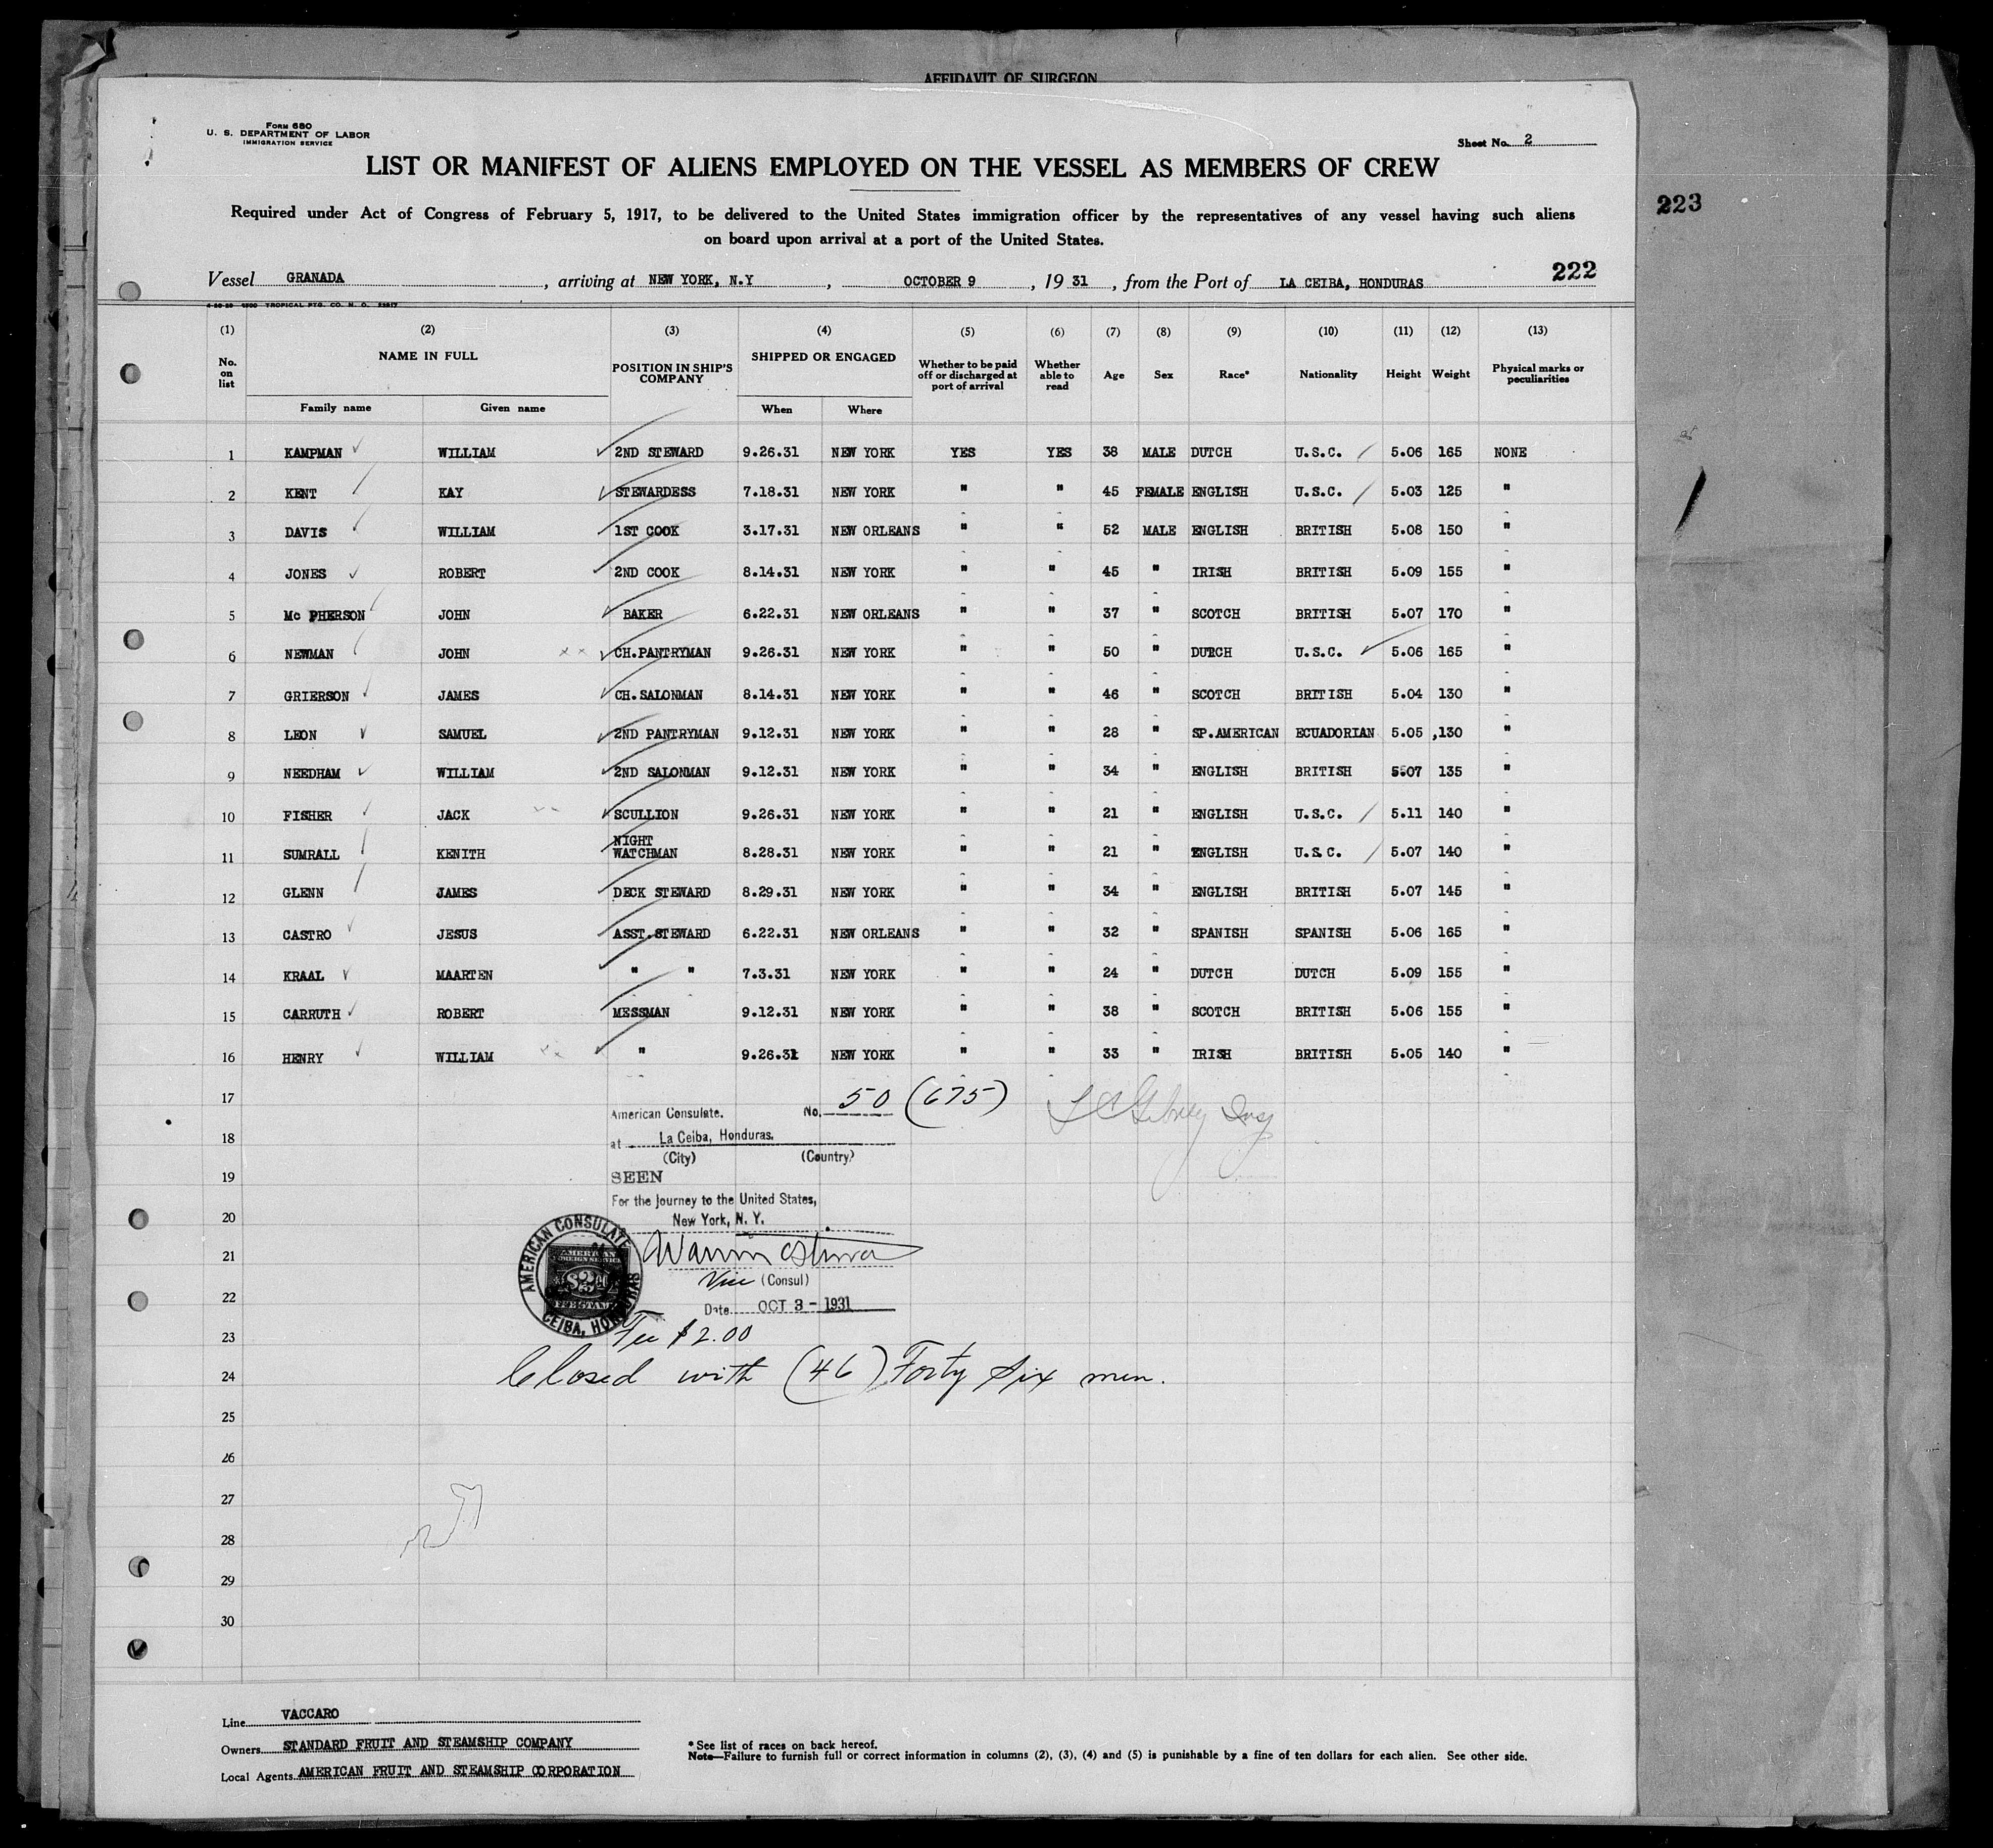 AFFIDAVIT OF SURGEON
Form 680
U. S. DEPARTMENT OF LABOR
IMMIGRATION SERVICE
Sheet No. 2
LIST OR MANIFEST OF ALIENS EMPLOYED ON THE VESSEL AS MEMBERS OF CREW
223
Required under Act of Congress of February 5, 1917, to be delivered to the United States immigration officer by the representatives of any vessel having such aliens
on board upon arrival at a port of the United States.
222
Vessel GRANADA, arriving at NEW YORK, N.Y, OCTOBER 9, 1931, from the Port of LA CEIBA, HONDURAS
TROPICAL PTG. CO. N. O.
(1) (2) (3) (4) (5) (6) (7) (8) (9) (10) (11) (12) (13)
No. on list NAME IN FULL POSITION IN SHIP'S COMPANY SHIPPED OR ENGAGED Whether to be paid off or discharged at port of arrival Whether able to read Age Sex Race* Nationality Height Weight Physical marks or peculiarities
Family name Given name When Where
1 KAMPMAN WILLIAM 2ND STEWARD 9.26.31 NEW YORK YES YES 38 MALE DUTCH U.S.C. 5.06 165 NONE
2 KENT KAY STEWARDESS 7.18.31 NEW YORK " " 45 FEMALE ENGLISH U.S.C. 5.03 125 "
3 DAVIS WILLIAM 1ST COOK 3.17.31 NEW ORLEANS " " 52 MALE ENGLISH BRITISH 5.08 150 "
4 JONES ROBERT 2ND COOK 8.14.31 NEW YORK " " 45 " IRISH BRITISH 5.09 155 "
5 Mc PHERSON JOHN BAKER 6.22.31 NEW ORLEANS " " 37 " SCOTCH BRITISH 5.07 170 "
6 NEWMAN JOHN xx CH.PANTRYMAN 9.26.31 NEW YORK " " 50 " DUTCH U.S.C. 5.06 165 "
7 GRIERSON JAMES CH.SALONMAN 8.14.31 NEW YORK " " 46 " SCOTCH BRITISH 5.04 130 "
8 LEON SAMUEL 2ND PANTRYMAN 9.12.31 NEW YORK " " 28 " SP.AMERICAN ECUADORIAN 5.05 ,130 "
9 NEEDHAM WILLIAM 2ND SALONMAN 9.12.31 NEW YORK " " 34 " ENGLISH BRITISH 5.07 135 "
10 FISHER JACK xx SCULLION 9.26.31 NEW YORK " " 21 " ENGLISH U.S.C. 5.11 140 "
11 SUMRALL KENITH NIGHT WATCHMAN 8.28.31 NEW YORK " " 21 " ENGLISH U.S.C. 5.07 140 "
12 GLENN JAMES DECK STEWARD 8.29.31 NEW YORK " " 34 " ENGLISH BRITISH 5.07 145 "
13 CASTRO JESUS ASST.STEWARD 6.22.31 NEW ORLEANS " " 32 " SPANISH SPANISH 5.06 165 "
14 KRAAL MAARTEN " " 7.3.31 NEW YORK " " 24 " DUTCH DUTCH 5.09 155 "
15 CARRUTH ROBERT MESSMAN 9.12.31 NEW YORK " " 38 " SCOTCH BRITISH 5.06 155 "
16 HENRY WILLIAM xx " 9.26.31 NEW YORK " " 33 " IRISH BRITISH 5.05 140 "
17
American Consulate. No. 50 (675)
18
at La Ceiba, Honduras.
(City) (Country)
19
SEEN
For the journey to the United States,
20
New York, N. Y.
21
Vice (Consul)
22
Date OCT 3 - 1931
AMERICAN CONSULATE
CEIBA, HONDURAS
AMERICAN
FOREIGN SERVICE
$2
FEE STAMP
23
Fee $2.00
24
Closed with (46) Forty Six men.
25
26
27
28
29
30
Line VACCARO
Owners STANDARD FRUIT AND STEAMSHIP COMPANY
Local Agents AMERICAN FRUIT AND STEAMSHIP CORPORATION
* See list of races on back hereof.
Note—Failure to furnish full or correct information in columns (2), (3), (4) and (5) is punishable by a fine of ten dollars for each alien. See other side.